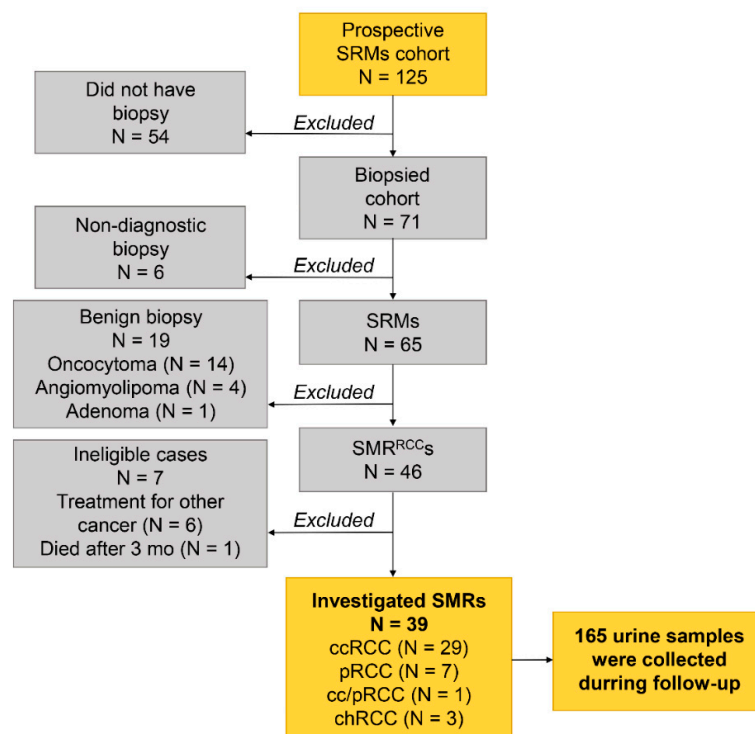 Prospective
SRMs cohort
N = 125
Did not have
biopsy
N = 54
Excluded
Biopsied
cohort
N = 71
Non-diagnostic
biopsy
N = 6
Excluded
SRMs
N = 65
Benign biopsy
N = 19
Oncocytoma (N = 14)
Angiomyolipoma (N = 4)
Adenoma (N = 1)
Excluded
SMRᴿᶜᶜs
N = 46
Ineligible cases
N = 7
Treatment for other
cancer (N = 6)
Died after 3 mo (N = 1)
Excluded
Investigated SMRs
N = 39
ccRCC (N = 29)
pRCC (N = 7)
cc/pRCC (N = 1)
chRCC (N = 3)
165 urine samples
were collected
durring follow-up